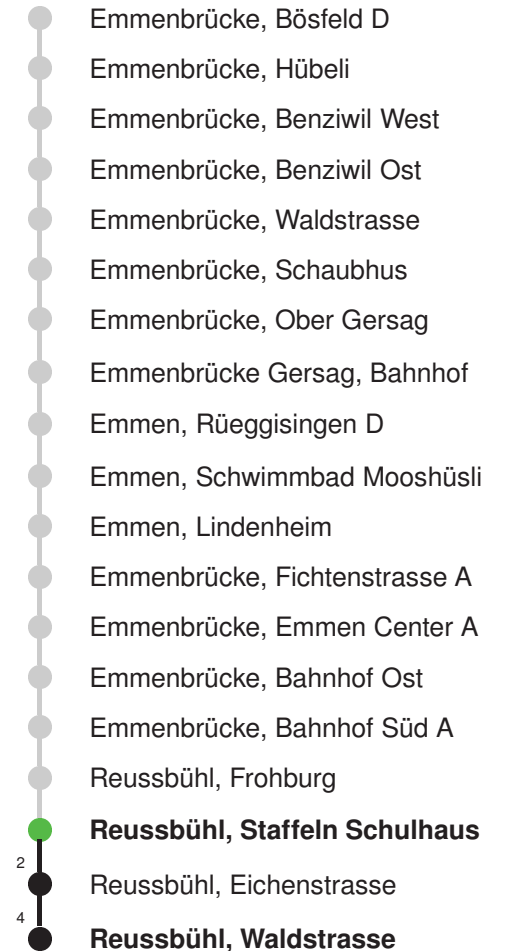 Emmenbrücke, Bösfeld D
Emmenbrücke, Hübeli
Emmenbrücke, Benziwil West
Emmenbrücke, Benziwil Ost
Emmenbrücke, Waldstrasse
Emmenbrücke, Schaubhus
Emmenbrücke, Ober Gersag
Emmenbrücke Gersag, Bahnhof
Emmen, Rüeggisingen D
Emmen, Schwimmbad Mooshüsli
Emmen, Lindenheim
Emmenbrücke, Fichtenstrasse A
Emmenbrücke, Emmen Center A
Emmenbrücke, Bahnhof Ost
Emmenbrücke, Bahnhof Süd A
Reussbühl, Frohburg
Reussbühl, Staffeln Schulhaus
2 Reussbühl, Eichenstrasse
4 Reussbühl, Waldstrasse